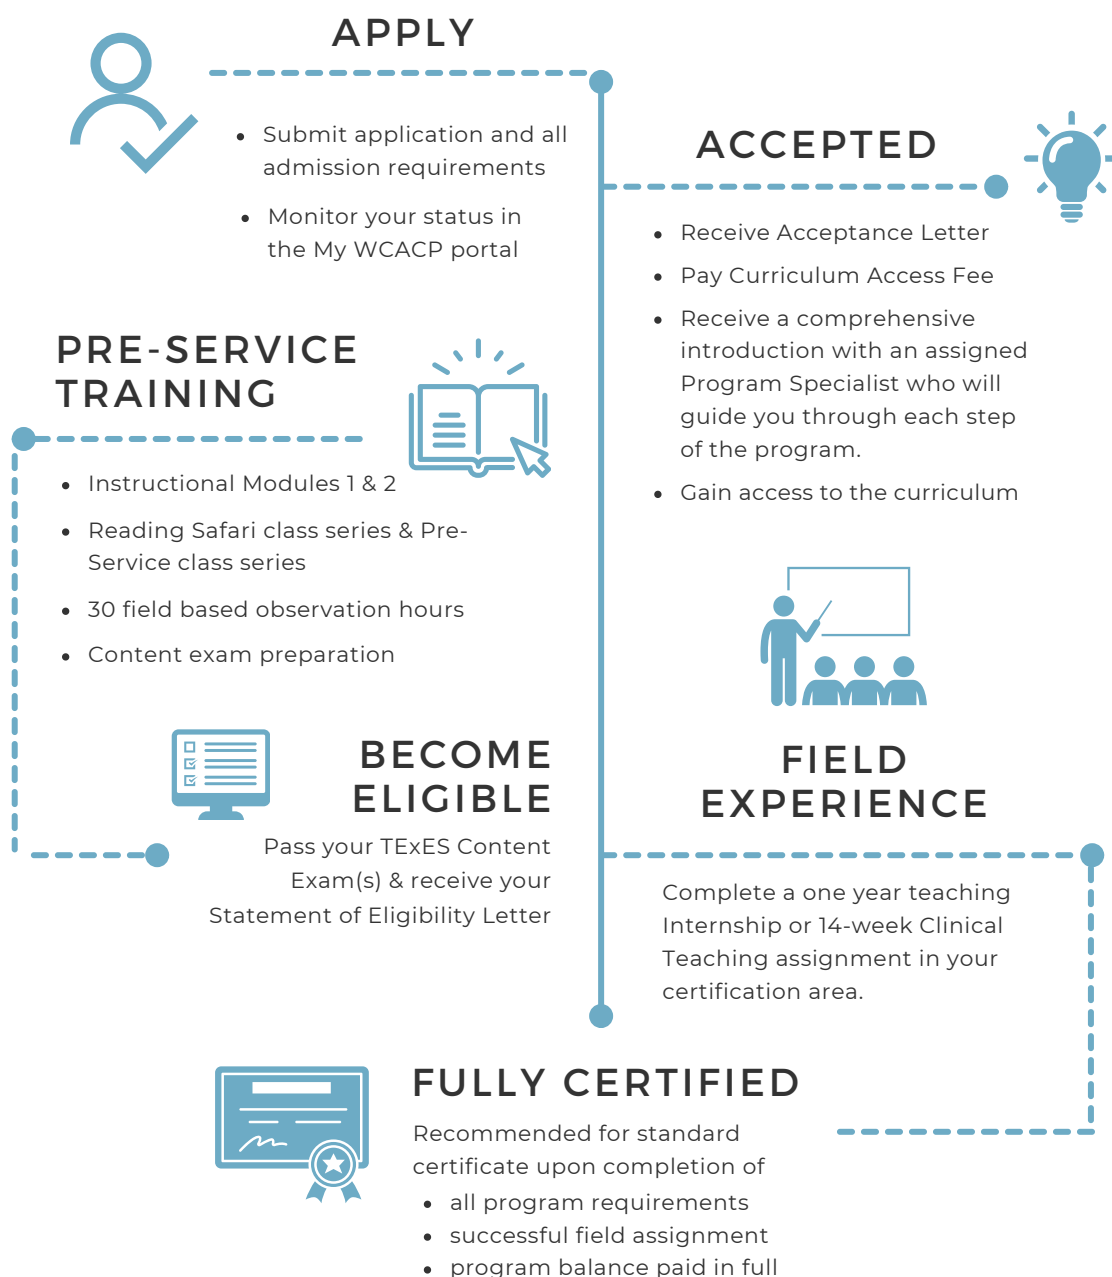 APPLY
• Submit application and all
admission requirements
• Monitor your status in
the My WCACP portal
ACCEPTED
• Receive Acceptance Letter
• Pay Curriculum Access Fee
• Receive a comprehensive
introduction with an assigned
Program Specialist who will
guide you through each step
of the program.
• Gain access to the curriculum
PRE-SERVICE
TRAINING
• Instructional Modules 1 & 2
• Reading Safari class series & Pre-
Service class series
• 30 field based observation hours
• Content exam preparation
BECOME
ELIGIBLE
Pass your TExES Content
Exam(s) & receive your
Statement of Eligibility Letter
FIELD
EXPERIENCE
Complete a one year teaching
Internship or 14-week Clinical
Teaching assignment in your
certification area.
FULLY CERTIFIED
Recommended for standard
certificate upon completion of
• all program requirements
• successful field assignment
• program balance paid in full